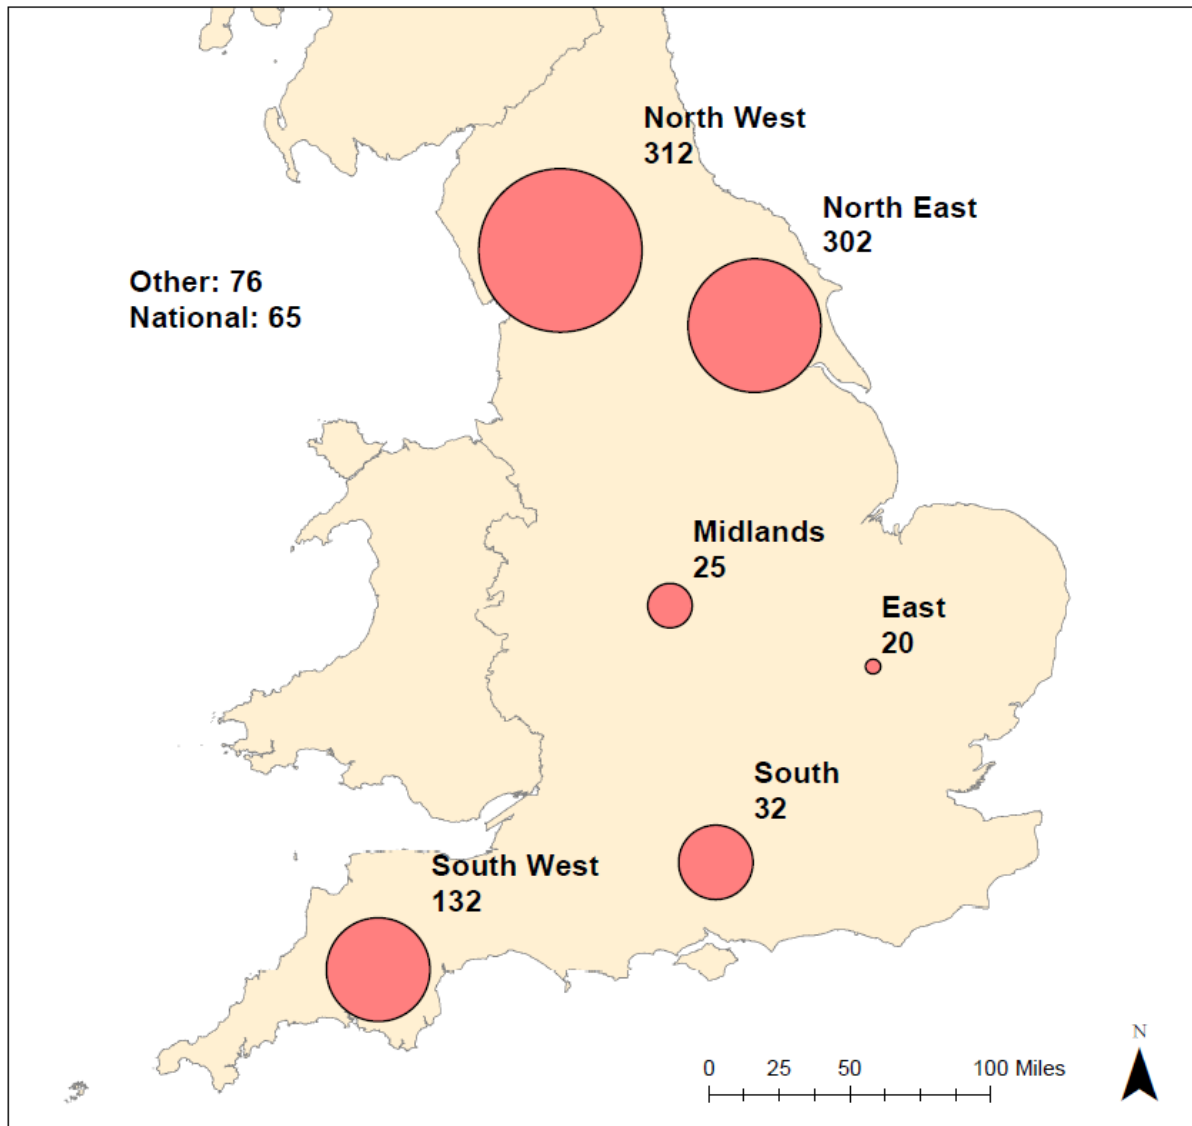 North West
312
North East
302
Other: 76
National: 65
Midlands
25
East
20
South
32
South West
132
N
0 25 50 100 Miles